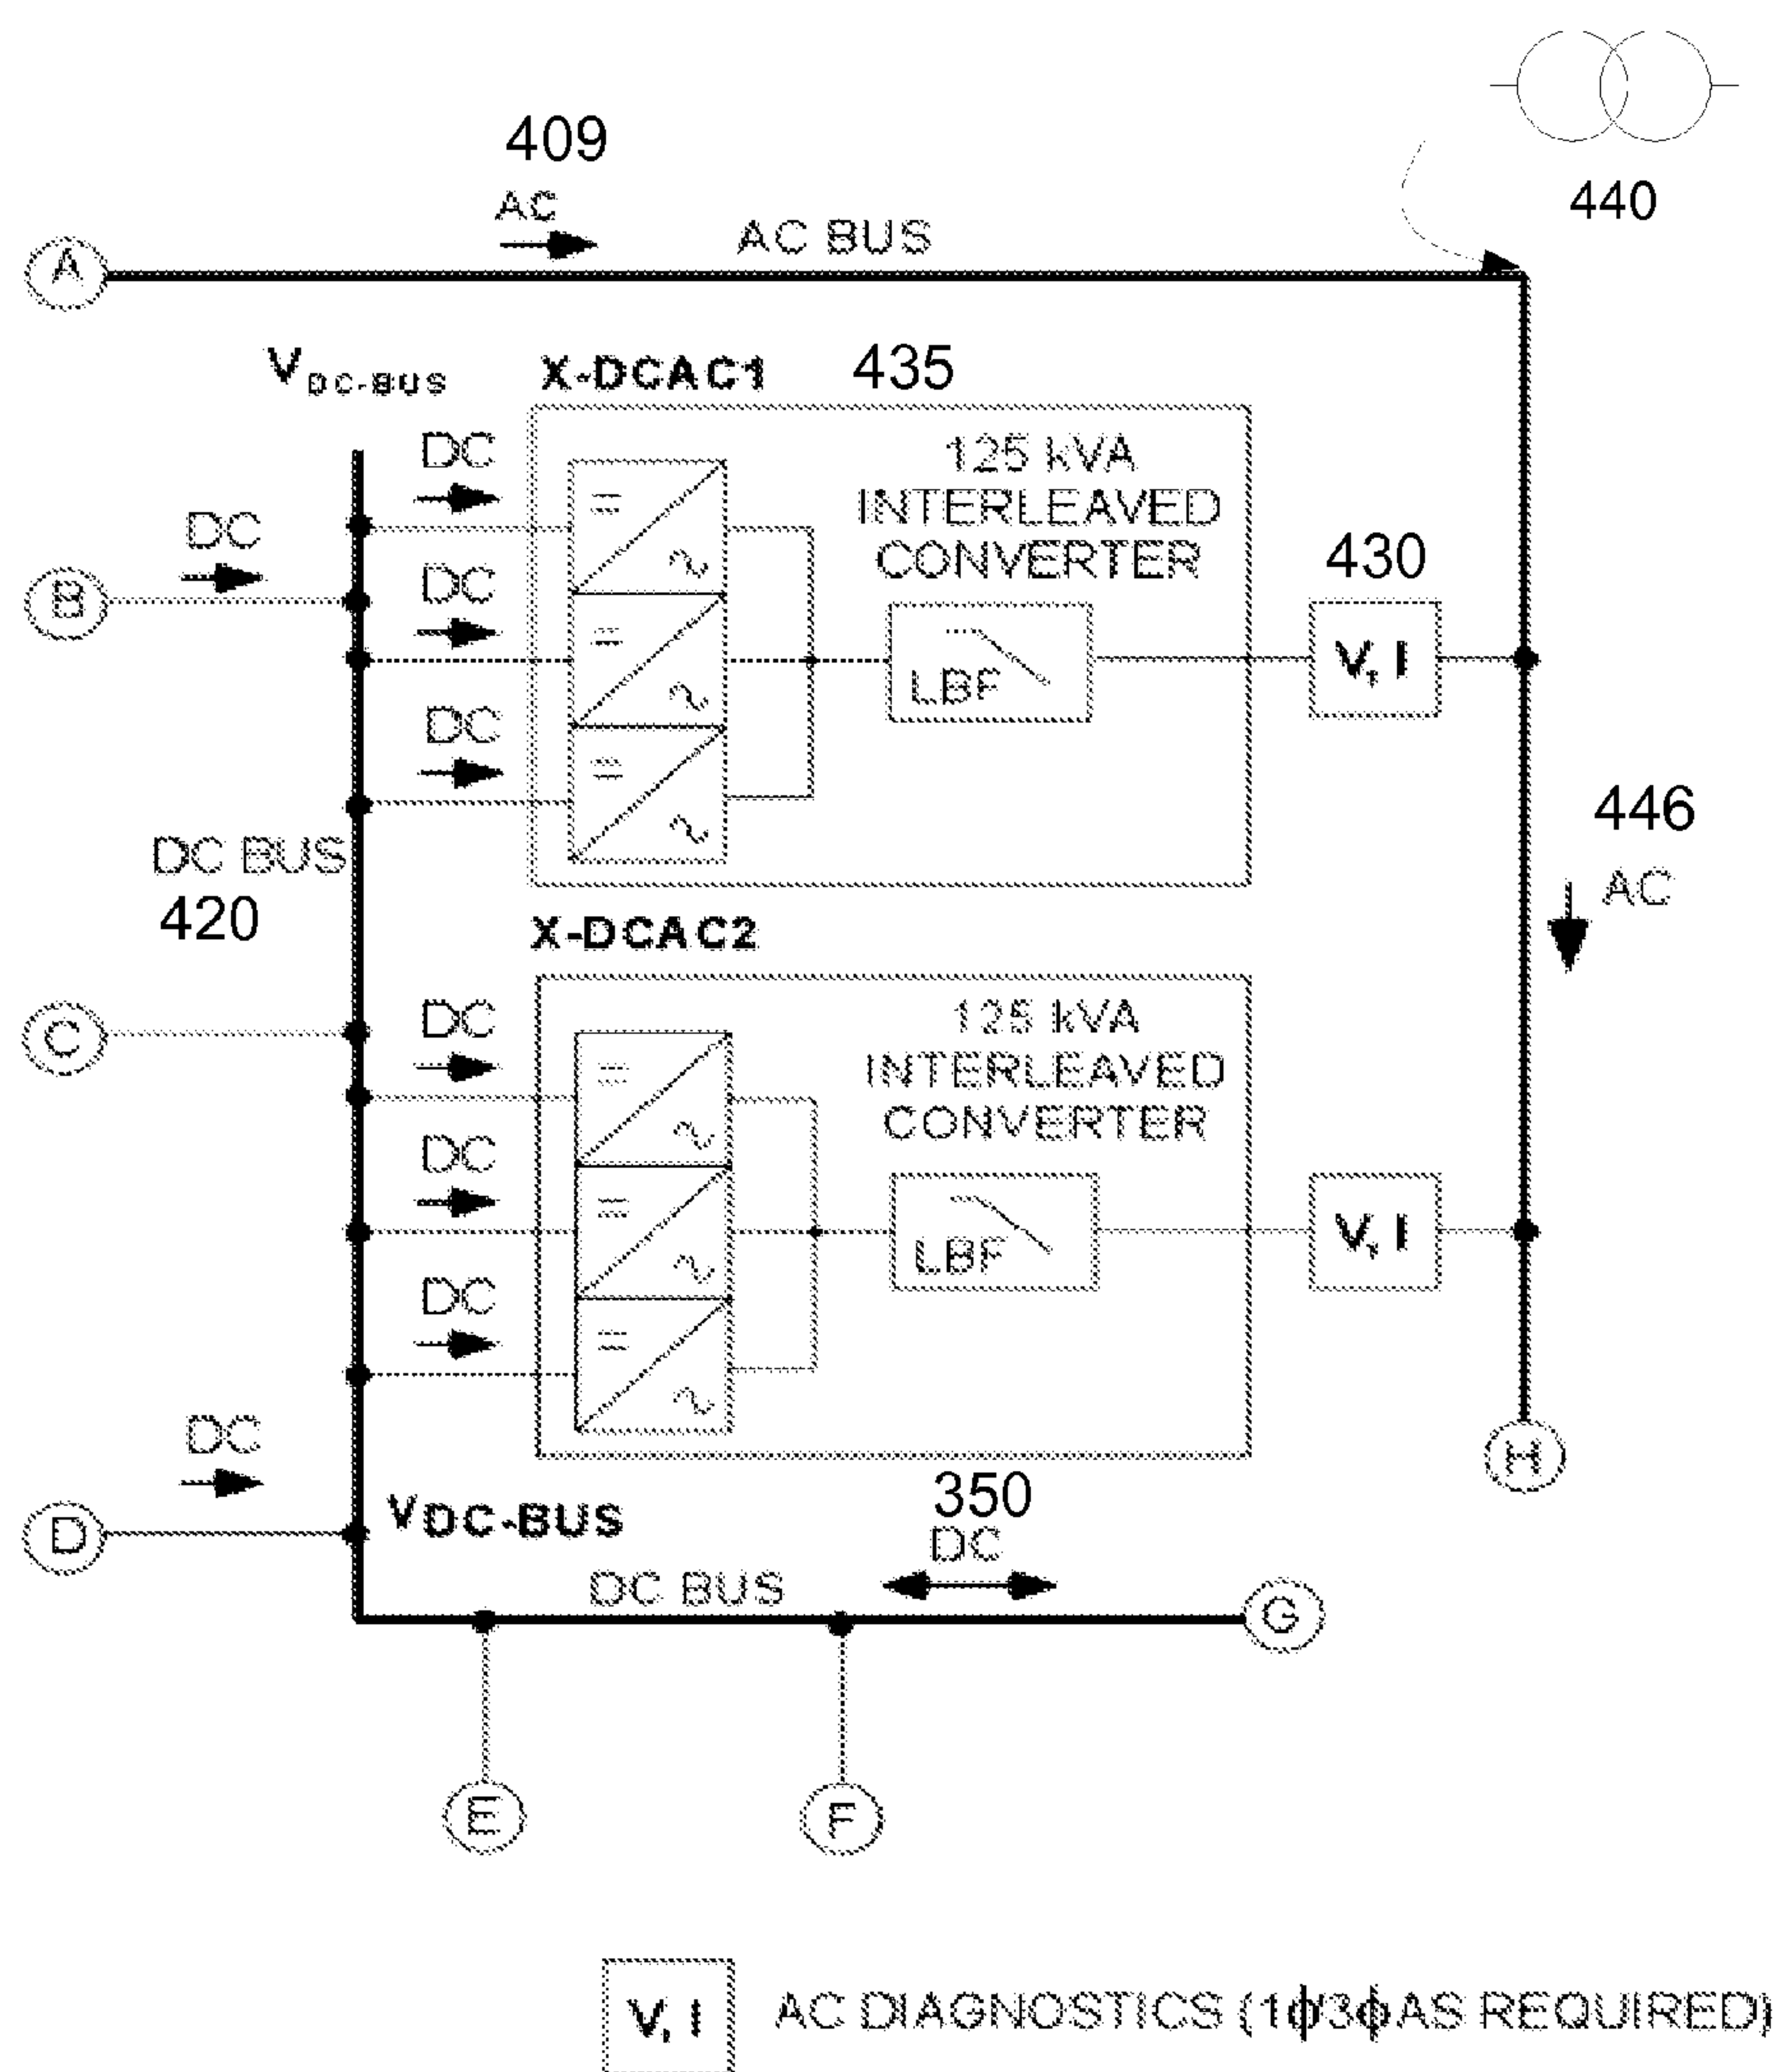 440
409
AC
AC BUS
A
V DC-BUS
X-DCAC1
435
DC
125 kVA
INTERLEAVED
CONVERTER
DC
B
DC
430
LBF
V, I
DC
446
AC
DC BUS
420
X-DCAC2
C
DC
125 kVA
INTERLEAVED
CONVERTER
DC
LBF
V, I
DC
DC
D
VDC-BUS
350
DC
H
DC BUS
G
E
F
V, I
AC DIAGNOSTICS (1ϕ/3ϕ AS REQUIRED)